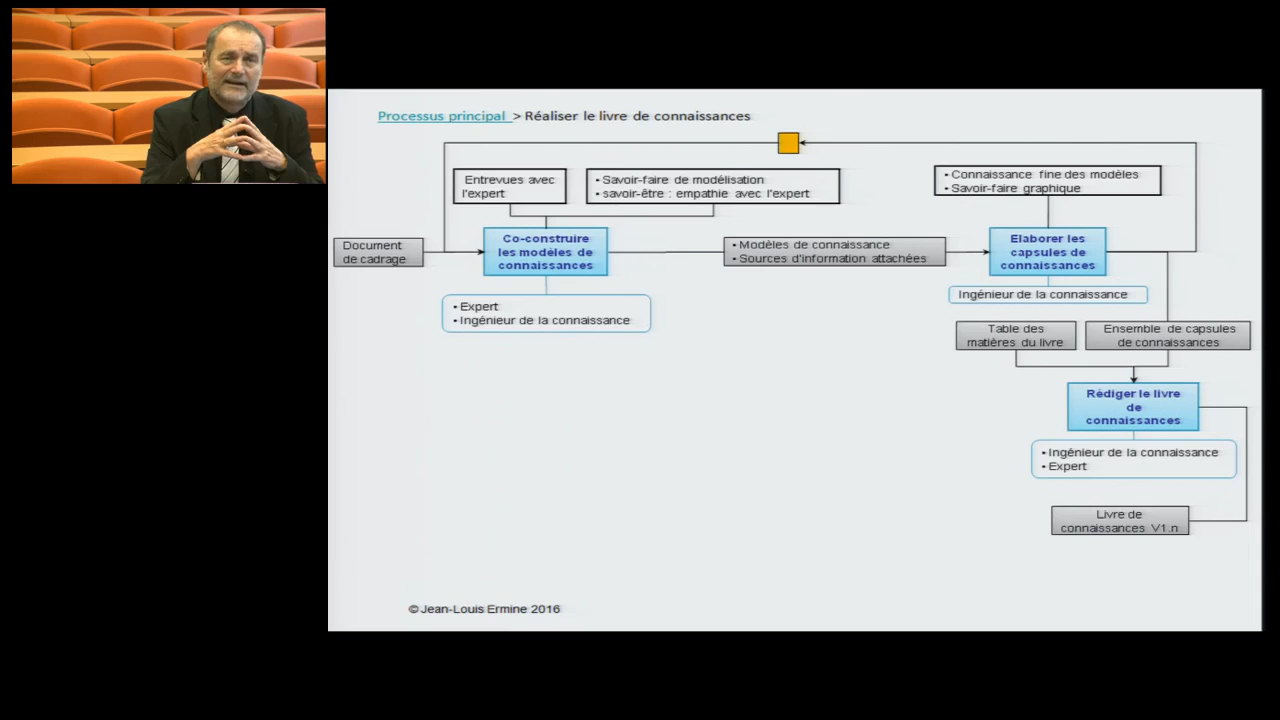 Processus principal > Réaliser le livre de connaissances
Entrevues avec
l'expert
• Savoir-faire de modélisation
• savoir-être : empathie avec l'expert
• Connaissance fine des modèles
• Savoir-faire graphique
Document
de cadrage
Co-construire
les modèles de
connaissances
• Modèles de connaissance
• Sources d'information attachées
Elaborer les
capsules de
connaissances
• Expert
• Ingénieur de la connaissance
Ingénieur de la connaissance
Table des
matières du livre
Ensemble de capsules
de connaissances
Rédiger le livre
de
connaissances
• Ingénieur de la connaissance
• Expert
Livre de
connaissances V1.n
© Jean-Louis Ermine 2016